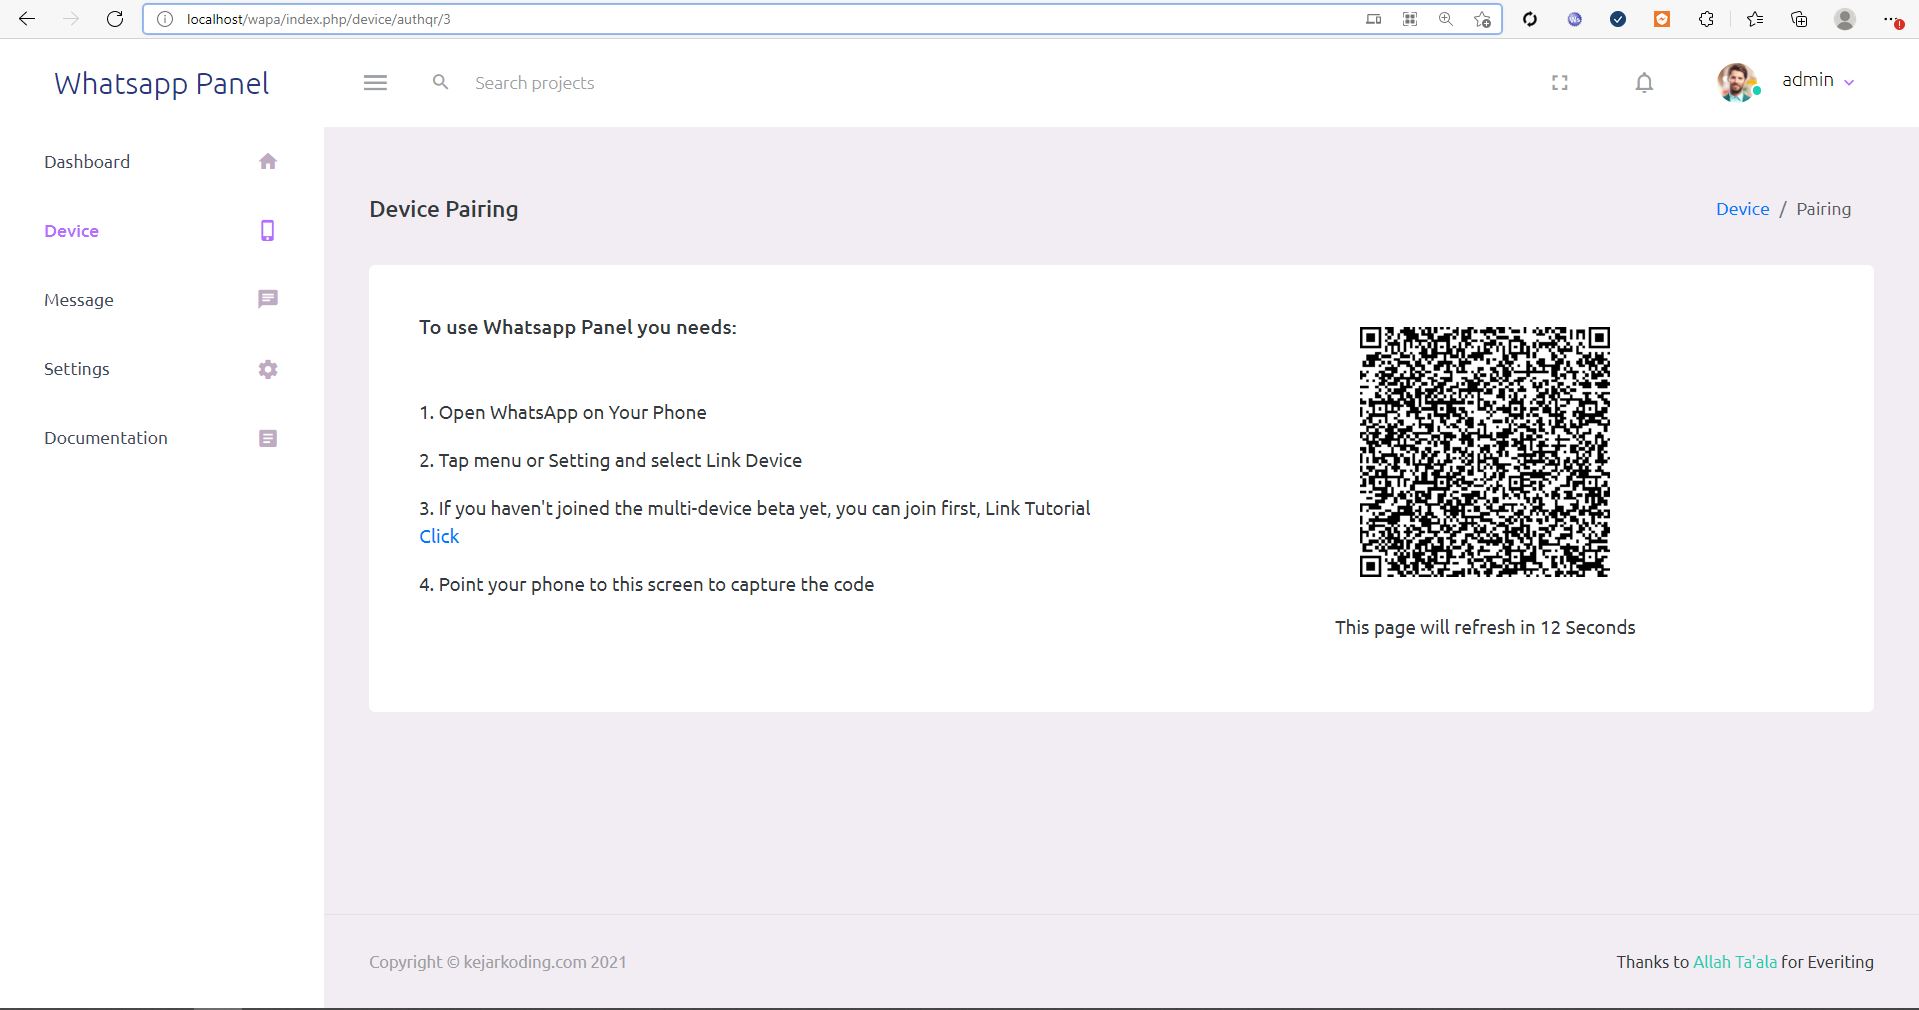 localhost/wapa/index.php/device/authqr/3
Whatsapp Panel
Search projects
admin
Dashboard
Device
Message
Settings
Documentation
Device Pairing
Device / Pairing
To use Whatsapp Panel you needs:
1. Open WhatsApp on Your Phone
2. Tap menu or Setting and select Link Device
3. If you haven't joined the multi-device beta yet, you can join first, Link Tutorial
Click
4. Point your phone to this screen to capture the code
This page will refresh in 12 Seconds
Copyright © kejarkoding.com 2021
Thanks to Allah Ta'ala for Everiting